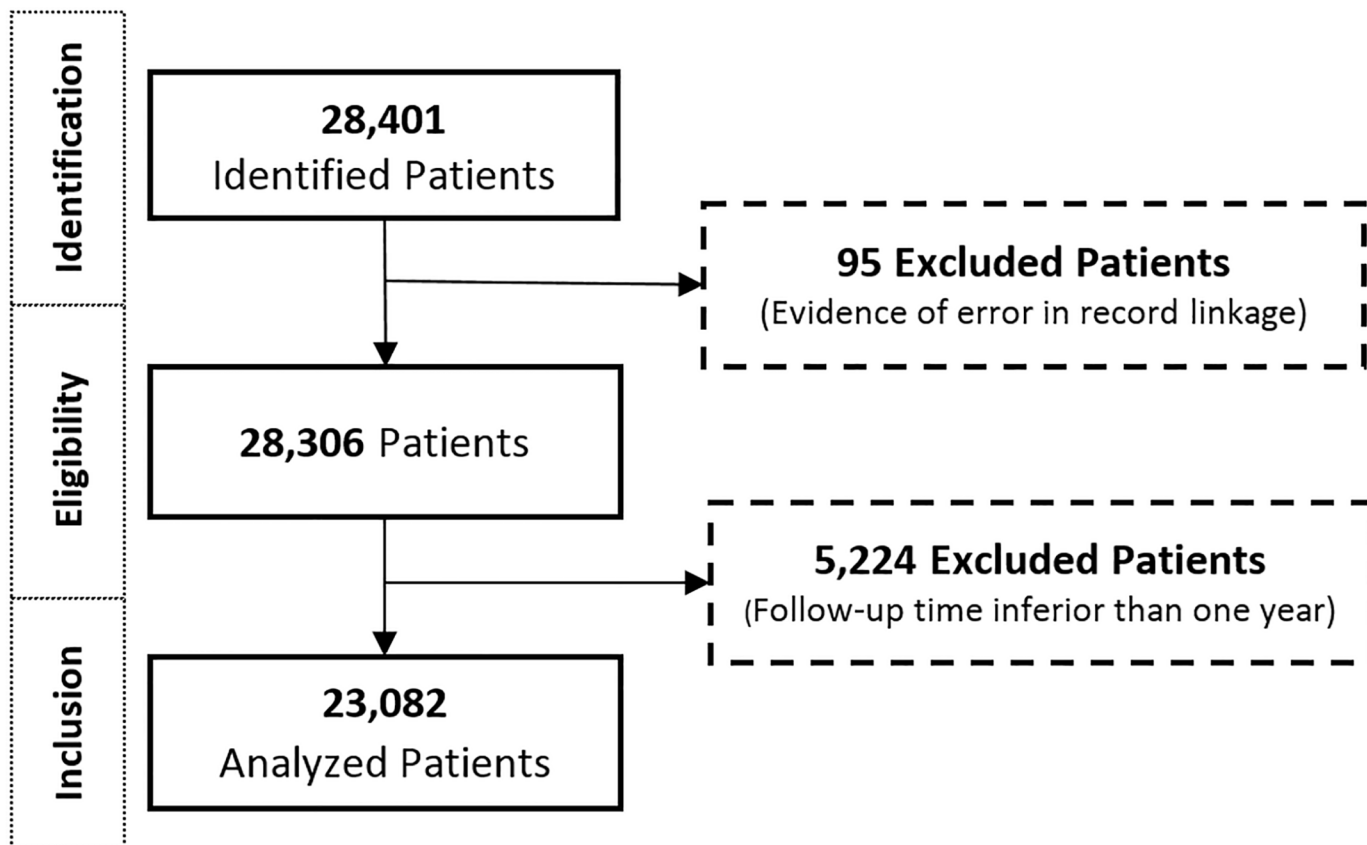 Identification
28,401
Identified Patients
95 Excluded Patients
(Evidence of error in record linkage)
Eligibility
28,306 Patients
5,224 Excluded Patients
(Follow-up time inferior than one year)
Inclusion
23,082
Analyzed Patients